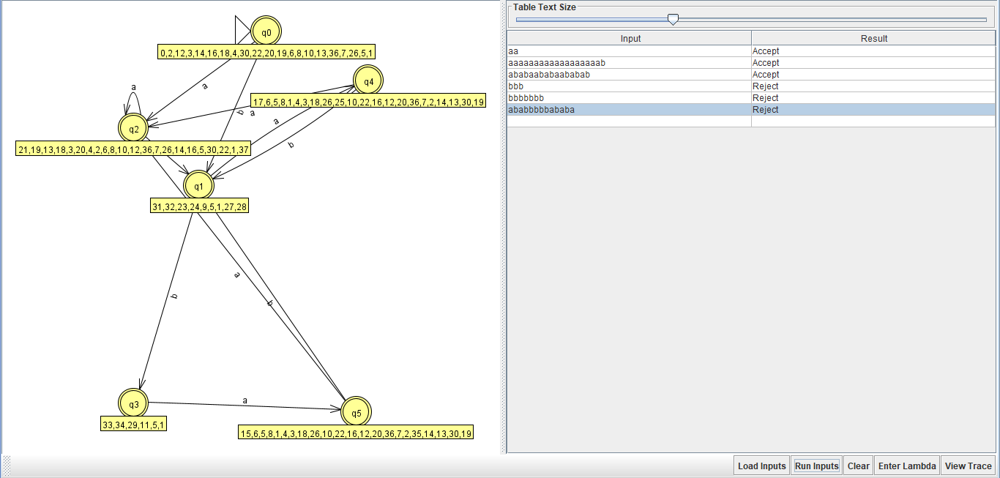 q0
0,2,12,3,14,16,18,4,30,22,20,19,6,8,10,13,36,7,26,5,1
q4
17,6,5,8,1,4,3,18,26,25,10,22,16,12,20,36,7,2,14,13,30,19
a
a
b
a
a
b
q2
21,19,13,18,3,20,4,2,6,8,10,12,36,7,26,14,16,5,30,22,1,37
q1
31,32,23,24,9,5,1,27,28
a
b
b
a
q3
33,34,29,11,5,1
q5
15,6,5,8,1,4,3,18,26,10,22,16,12,20,36,7,2,35,14,13,30,19
Table Text Size
Input Result
aa Accept
aaaaaaaaaaaaaaaaaab Accept
ababaababaababab Accept
bbb Reject
bbbbbbb Reject
ababbbbbababa Reject
Load Inputs Run Inputs Clear Enter Lambda View Trace